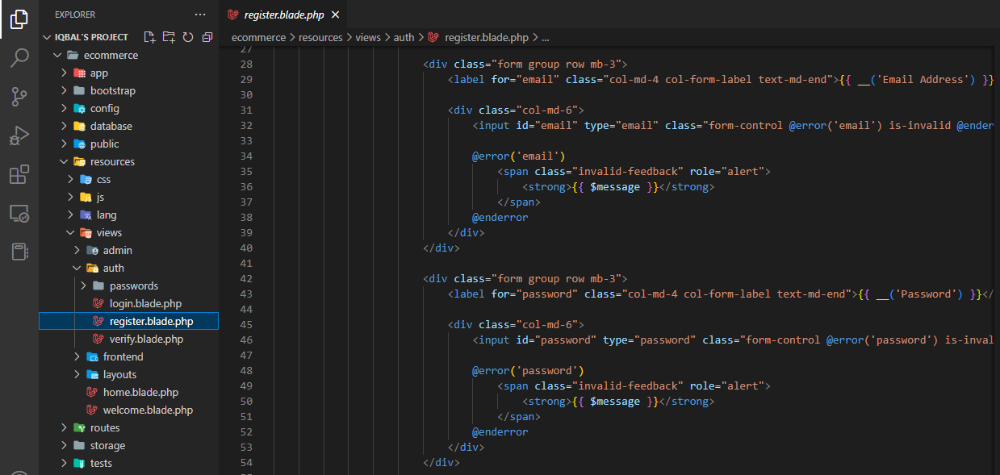 EXPLORER
IQBAL'S PROJECT
ecommerce
app
bootstrap
config
database
public
resources
css
js
lang
views
admin
auth
passwords
login.blade.php
register.blade.php
verify.blade.php
frontend
layouts
home.blade.php
welcome.blade.php
routes
storage
tests
register.blade.php
ecommerce > resources > views > auth > register.blade.php > ...
27
28 <div class="form group row mb-3">
29 <label for="email" class="col-md-4 col-form-label text-md-end">{{ __('Email Address') }}
30
31 <div class="col-md-6">
32 <input id="email" type="email" class="form-control @error('email') is-invalid @ender
33
34 @error('email')
35 <span class="invalid-feedback" role="alert">
36 <strong>{{ $message }}</strong>
37 </span>
38 @enderror
39 </div>
40 </div>
41
42 <div class="form group row mb-3">
43 <label for="password" class="col-md-4 col-form-label text-md-end">{{ __('Password') }}</
44
45 <div class="col-md-6">
46 <input id="password" type="password" class="form-control @error('password') is-inval
47
48 @error('password')
49 <span class="invalid-feedback" role="alert">
50 <strong>{{ $message }}</strong>
51 </span>
52 @enderror
53 </div>
54 </div>